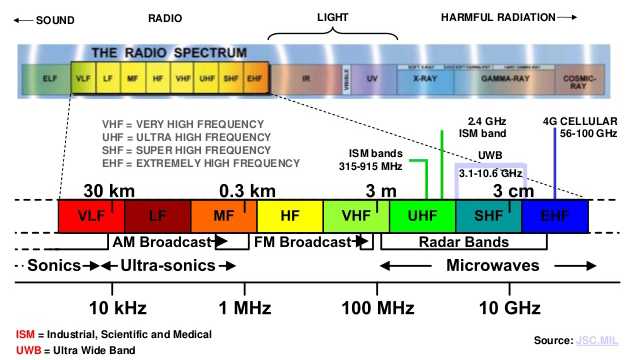 SOUND RADIO LIGHT HARMFUL RADIATION
THE RADIO SPECTRUM
ELF VLF LF MF HF VHF UHF SHF EHF IR VISIBLE UV X-RAY GAMMA-RAY COSMIC-RAY
VHF = VERY HIGH FREQUENCY
UHF = ULTRA HIGH FREQUENCY
SHF = SUPER HIGH FREQUENCY
EHF = EXTREMELY HIGH FREQUENCY
ISM bands
315-915 MHz
2.4 GHz
ISM band
UWB
3.1-10.6 GHz
4G CELLULAR
56-100 GHz
30 km 0.3 km 3 m 3 cm
VLF LF MF HF VHF UHF SHF EHF
AM Broadcast FM Broadcast Radar Bands
Sonics Ultra-sonics Microwaves
10 kHz 1 MHz 100 MHz 10 GHz
ISM = Industrial, Scientific and Medical
UWB = Ultra Wide Band
Source: JSC.MIL